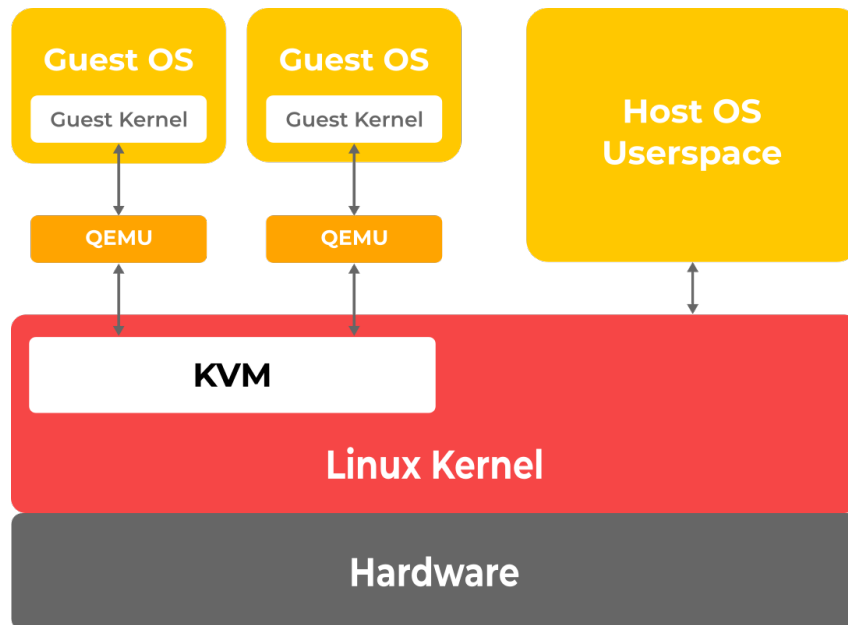 Guest OS
Guest Kernel
Guest OS
Guest Kernel
Host OS
Userspace
QEMU
QEMU
KVM
Linux Kernel
Hardware